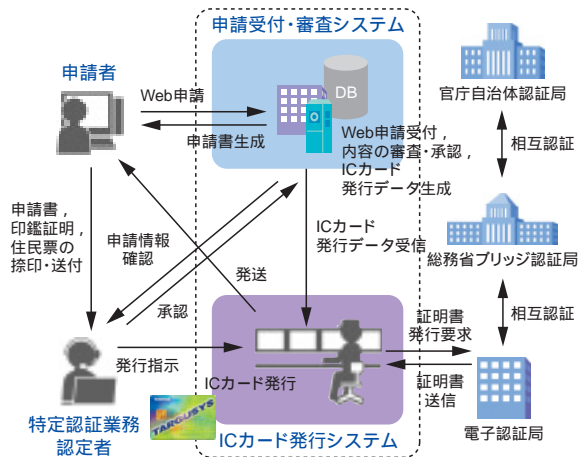 申請受付・審査システム
申請者
Web申請
申請書生成
DB
Web申請受付,
内容の審査・承認,
ICカード
発行データ生成
官庁自治体認証局
相互認証
総務省ブリッジ認証局
相互認証
申請書,
印鑑証明,
住民票の
捺印・送付
申請情報
確認
発送
承認
ICカード
発行データ受信
発行指示
ICカード発行
証明書
発行要求
証明書
送信
特定認証業務
認定者
TARGUSYS
ICカード発行システム
電子認証局